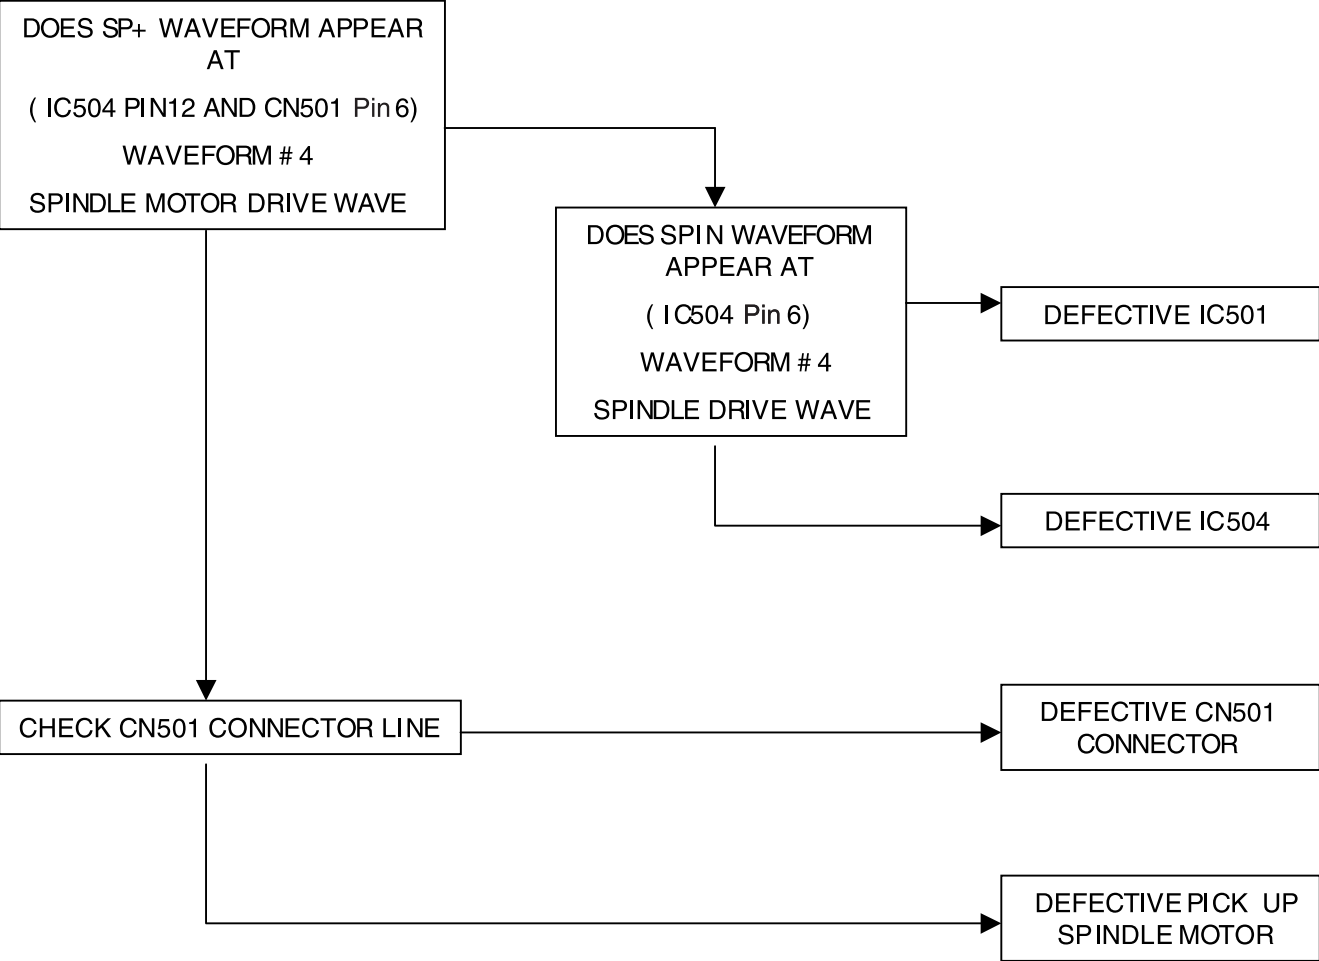 DOES SP+ WAVEFORM APPEAR
AT
( IC504 PIN12 AND CN501 Pin 6)
WAVEFORM # 4
SPINDLE MOTOR DRIVE WAVE
DOES SPIN WAVEFORM
APPEAR AT
( IC504 Pin 6)
WAVEFORM # 4
SPINDLE DRIVE WAVE
DEFECTIVE IC501
DEFECTIVE IC504
CHECK CN501 CONNECTOR LINE
DEFECTIVE CN501
CONNECTOR
DEFECTIVE PICK UP
SPINDLE MOTOR